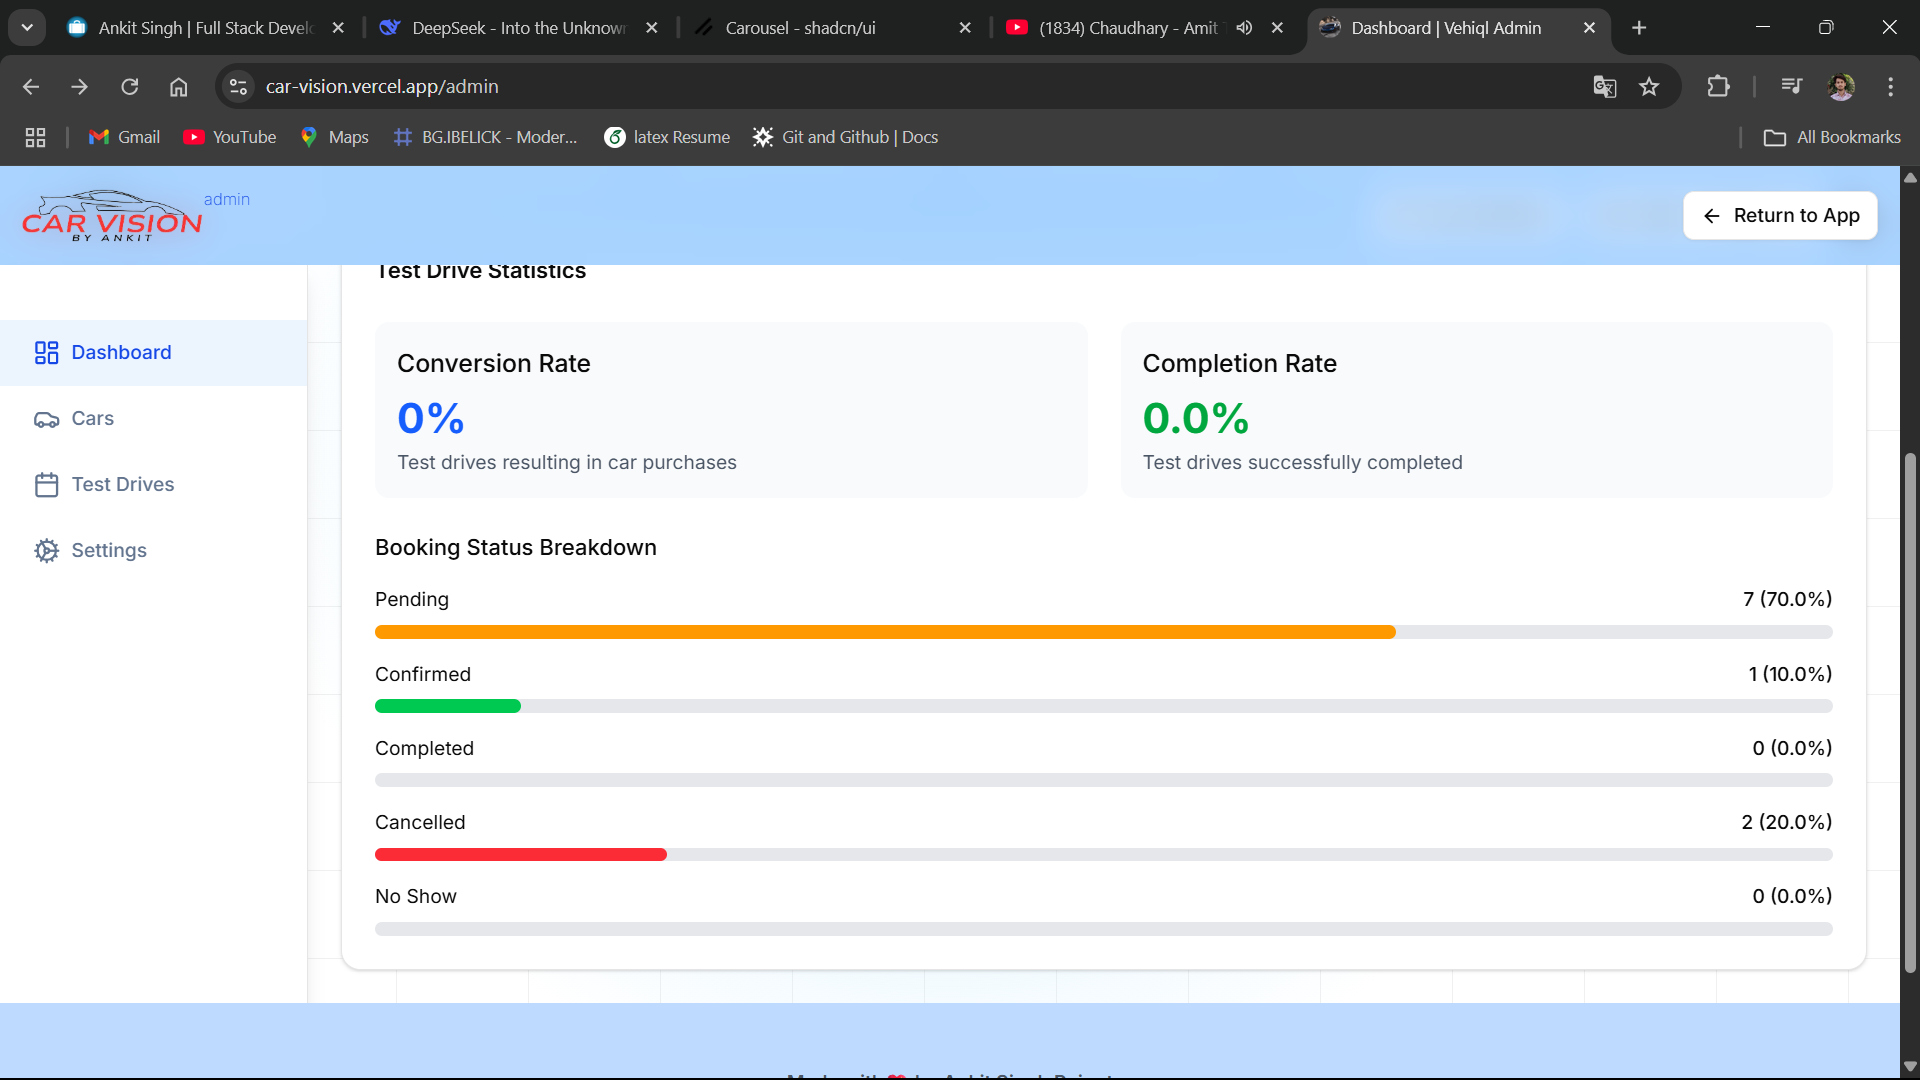 Ankit Singh | Full Stack Develo
DeepSeek - Into the Unknown
Carousel - shadcn/ui
(1834) Chaudhary - Amit T
Dashboard | Vehiql Admin
car-vision.vercel.app/admin
Gmail
YouTube
Maps
BG.IBELICK - Moder...
latex Resume
Git and Github | Docs
All Bookmarks
CAR VISION
BY ANKIT
admin
Return to App
Test Drive Statistics
Dashboard
Cars
Test Drives
Settings
Conversion Rate
0%
Test drives resulting in car purchases
Completion Rate
0.0%
Test drives successfully completed
Booking Status Breakdown
Pending 7 (70.0%)
Confirmed 1 (10.0%)
Completed 0 (0.0%)
Cancelled 2 (20.0%)
No Show 0 (0.0%)